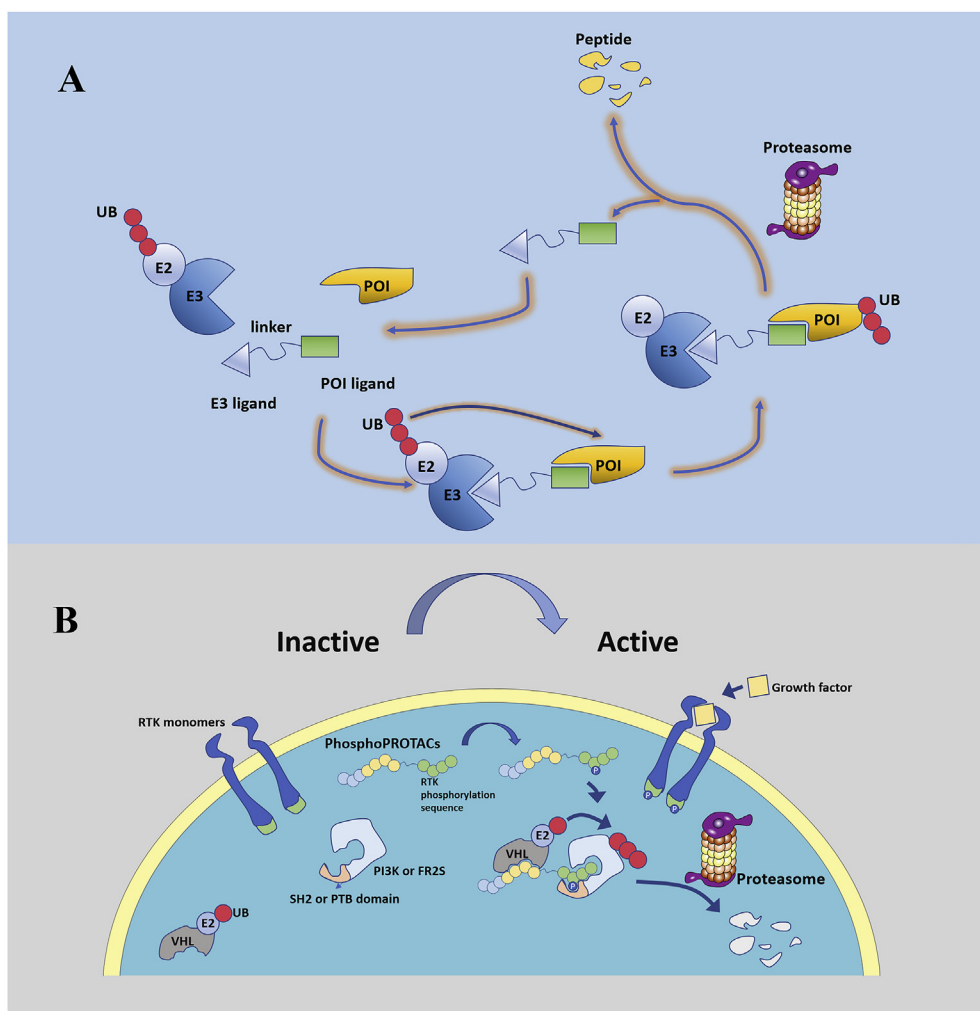 A
Peptide
Proteasome
UB
E2
E3
POI
linker
E3 ligand
POI ligand
UB
E2
E3
POI
E2
E3
POI
UB
B
Inactive
Active
RTK monomers
Growth factor
PhosphoPROTACs
RTK
phosphorylation
sequence
P
P
P
PI3K or FR2S
SH2 or PTB domain
VHL
E2
UB
VHL
E2
P
Proteasome